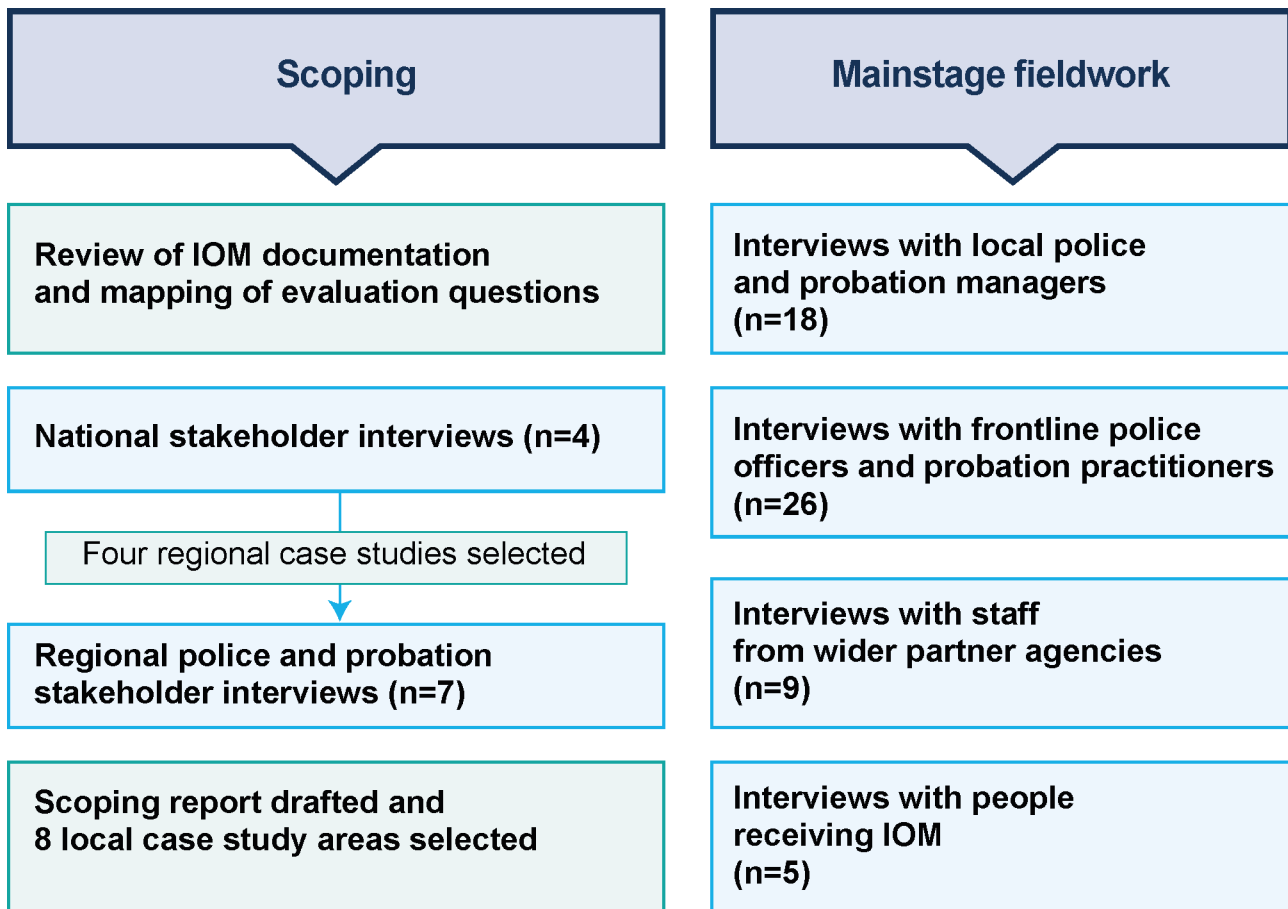 Scoping
Review of IOM documentation
and mapping of evaluation questions
National stakeholder interviews (n=4)
Four regional case studies selected
Regional police and probation
stakeholder interviews (n=7)
Scoping report drafted and
8 local case study areas selected
Mainstage fieldwork
Interviews with local police
and probation managers
(n=18)
Interviews with frontline police
officers and probation practitioners
(n=26)
Interviews with staff
from wider partner agencies
(n=9)
Interviews with people
receiving IOM
(n=5)